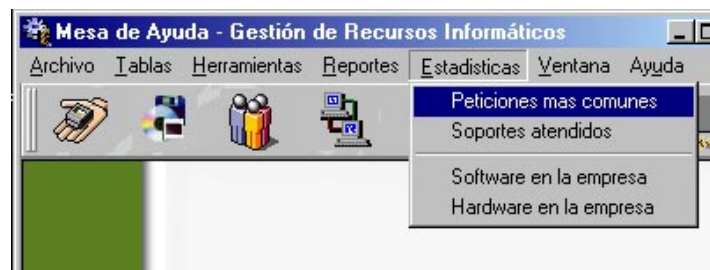 Mesa de Ayuda - Gestión de Recursos Informáticos
Archivo Tablas Herramientas Reportes Estadisticas Ventana Ayuda
Peticiones mas comunes
Soportes atendidos
Software en la empresa
Hardware en la empresa